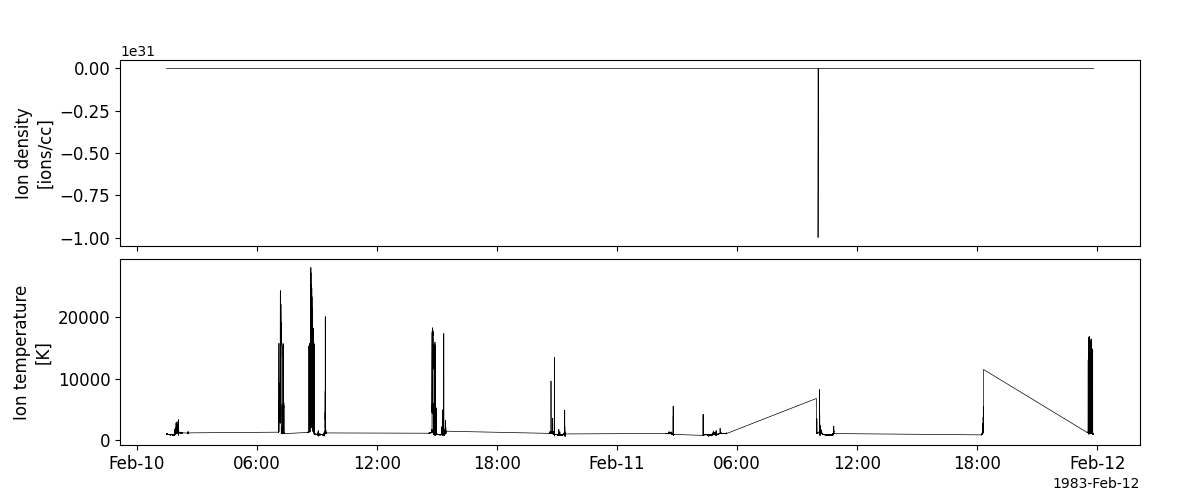 1e31
0.00
−0.25
−0.50
−0.75
−1.00
Ion density
[ions/cc]
20000
10000
0
Ion temperature
[K]
Feb-10 06:00 12:00 18:00 Feb-11 06:00 12:00 18:00 Feb-12
1983-Feb-12